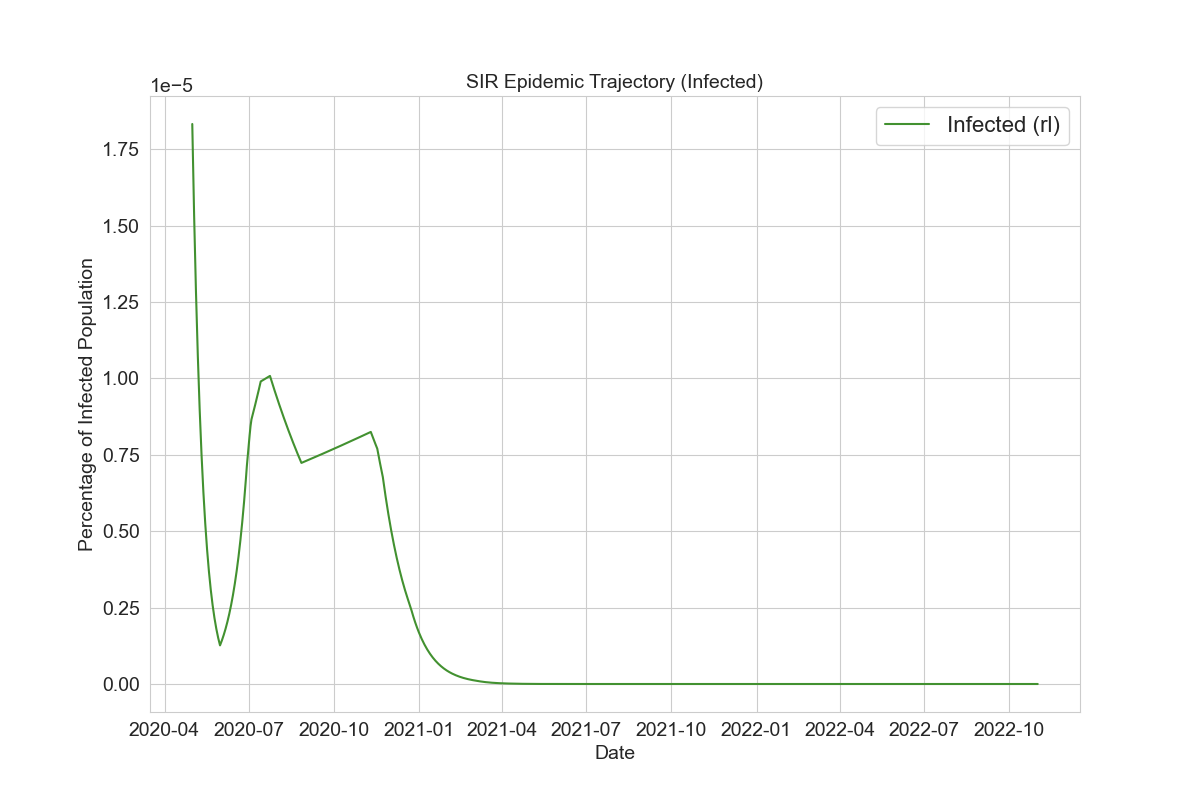 SIR Epidemic Trajectory (Infected)
1e−5
Infected (rl)
1.75
1.50
1.25
1.00
0.75
0.50
0.25
0.00
Percentage of Infected Population
2020-04 2020-07 2020-10 2021-01 2021-04 2021-07 2021-10 2022-01 2022-04 2022-07 2022-10
Date